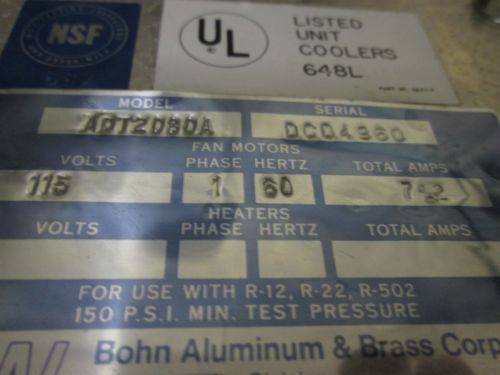 NSF
UL
®
LISTED
UNIT
COOLERS
648L
MODEL SERIAL
ADT2080A DCO4960
FAN MOTORS
VOLTS PHASE HERTZ TOTAL AMPS
115 1 60
HEATERS
VOLTS PHASE HERTZ TOTAL AMPS
FOR USE WITH R-12, R-22, R-502
150 P.S.I. MIN. TEST PRESSURE
Bohn Aluminum & Brass Corp